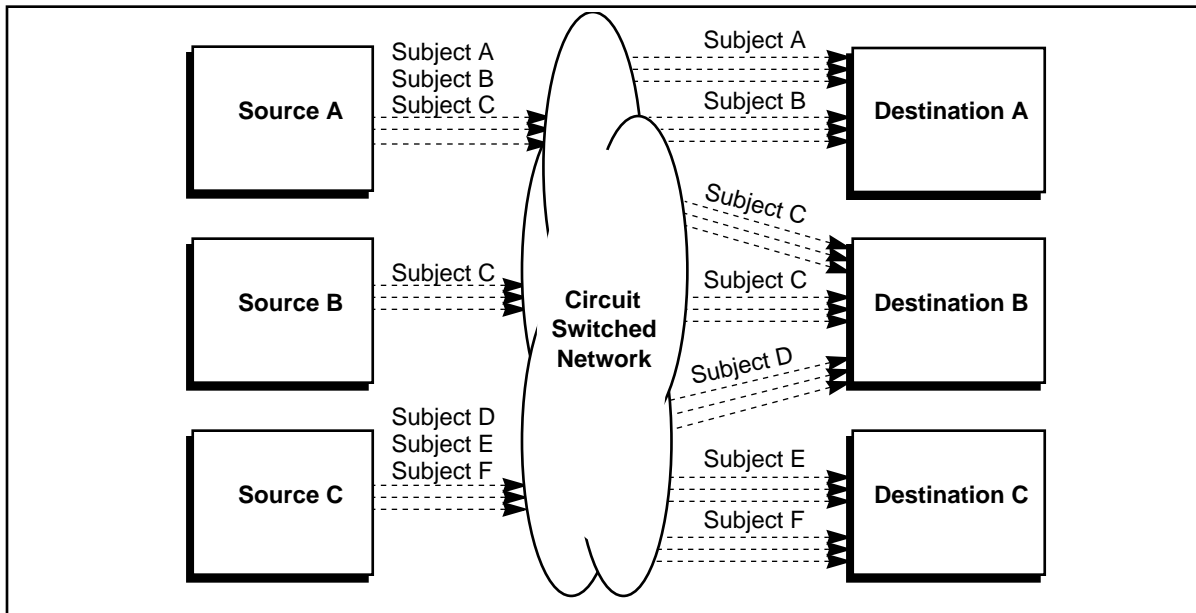 Subject A
Subject B
Subject C
Source A
Subject A
Subject B
Destination A
Subject C
Source B
Circuit
Switched
Network
Subject C
Subject C
Subject D
Destination B
Subject D
Subject E
Subject F
Source C
Subject E
Subject F
Destination C